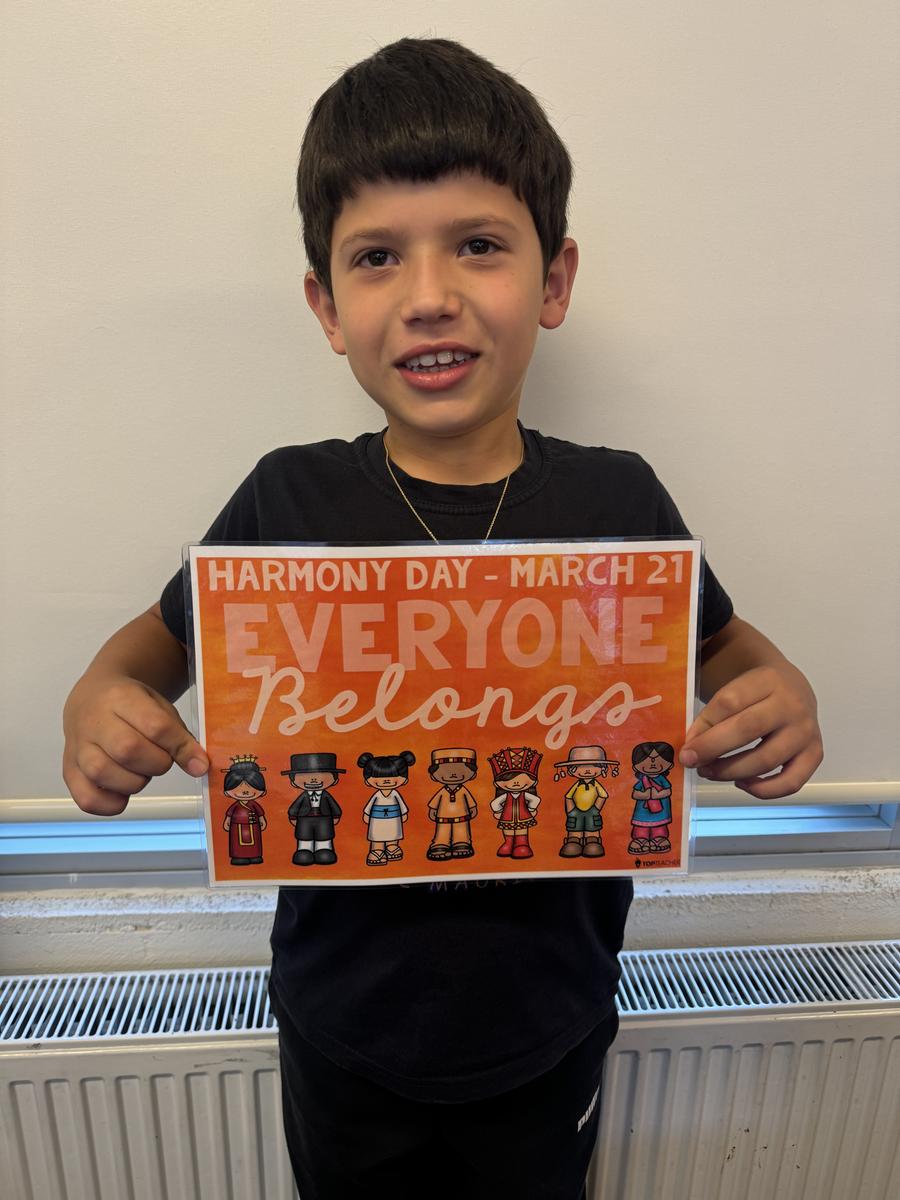 HARMONY DAY - MARCH 21
EVERYONE
Belongs
TOPTEACHER